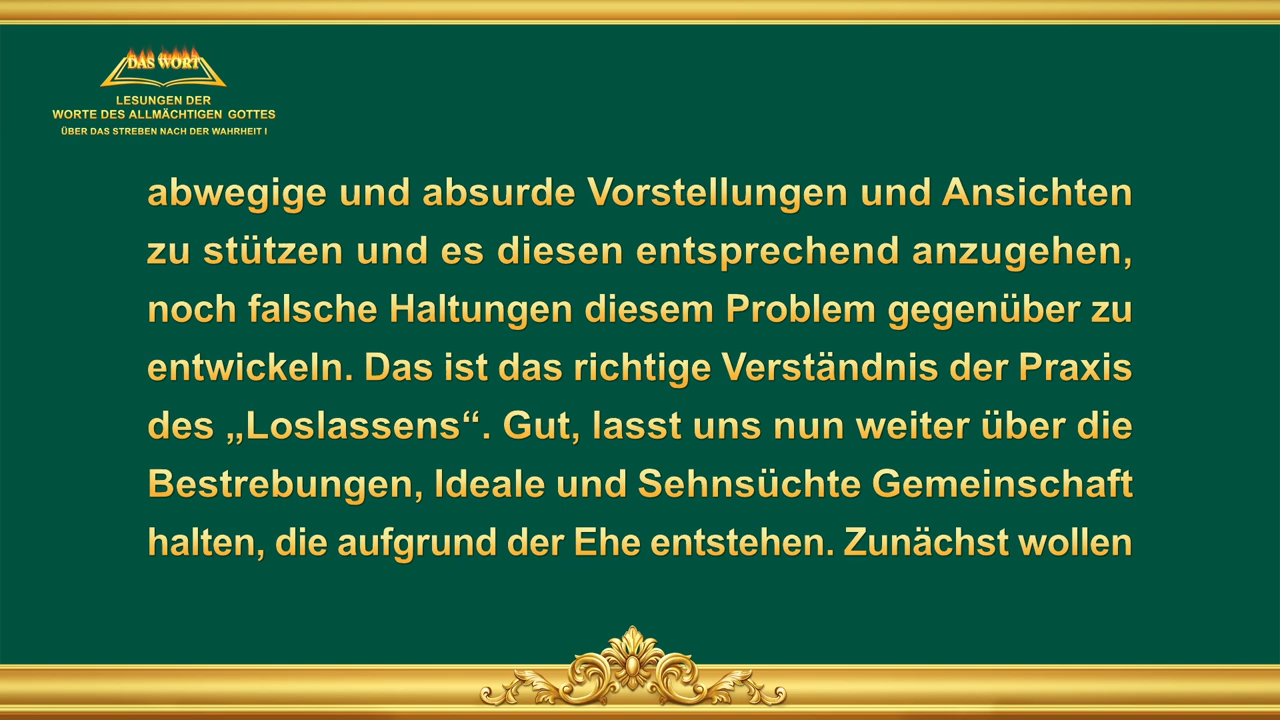 DAS WORT
LESUNGEN DER
WORTE DES ALLMÄCHTIGEN GOTTES
ÜBER DAS STREBEN NACH DER WAHRHEIT I
abwegige und absurde Vorstellungen und Ansichten
zu stützen und es diesen entsprechend anzugehen,
noch falsche Haltungen diesem Problem gegenüber zu
entwickeln. Das ist das richtige Verständnis der Praxis
des „Loslassens“. Gut, lasst uns nun weiter über die
Bestrebungen, Ideale und Sehnsüchte Gemeinschaft
halten, die aufgrund der Ehe entstehen. Zunächst wollen